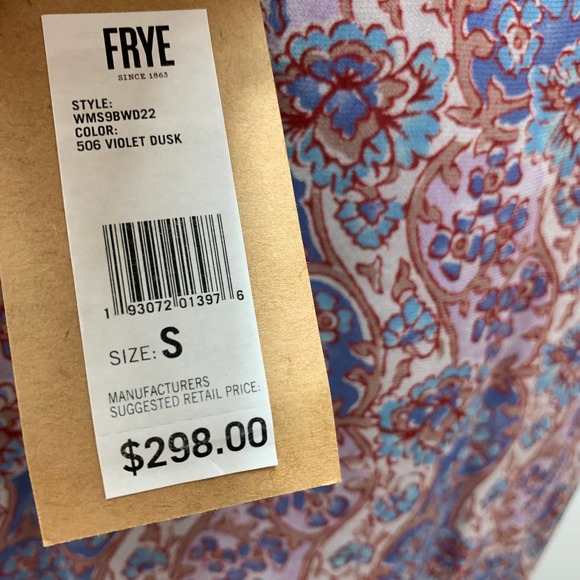 FRYE
SINCE 1863
STYLE:
WMS9BWD22
COLOR:
506 VIOLET DUSK
1 93072 01397 6
SIZE: S
MANUFACTURERS
SUGGESTED RETAIL PRICE:
$298.00